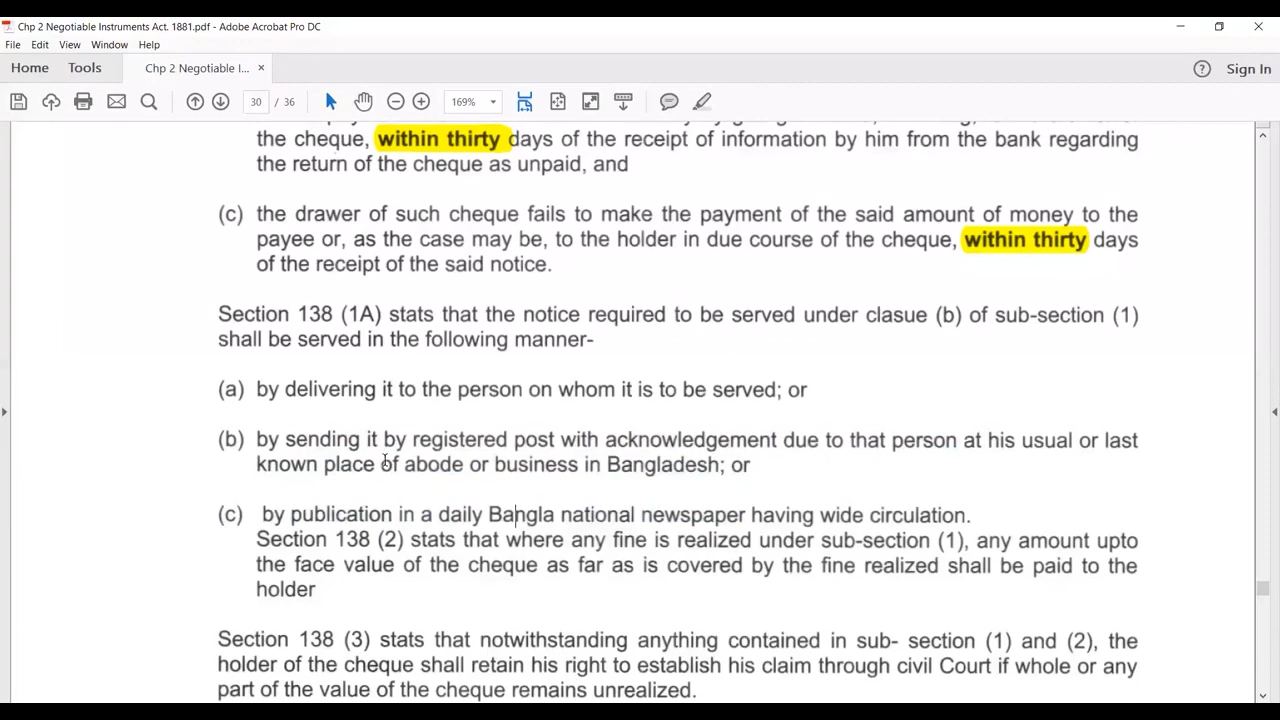 Chp 2 Negotiable Instruments Act. 1881.pdf - Adobe Acrobat Pro DC
File Edit View Window Help
Home Tools Chp 2 Negotiable I... × Sign In
30 / 36 169%
the cheque, within thirty days of the receipt of information by him from the bank regarding
the return of the cheque as unpaid, and
(c) the drawer of such cheque fails to make the payment of the said amount of money to the
payee or, as the case may be, to the holder in due course of the cheque, within thirty days
of the receipt of the said notice.
Section 138 (1A) stats that the notice required to be served under clasue (b) of sub-section (1)
shall be served in the following manner-
(a) by delivering it to the person on whom it is to be served; or
(b) by sending it by registered post with acknowledgement due to that person at his usual or last
known place of abode or business in Bangladesh; or
(c) by publication in a daily Bangla national newspaper having wide circulation.
Section 138 (2) stats that where any fine is realized under sub-section (1), any amount upto
the face value of the cheque as far as is covered by the fine realized shall be paid to the
holder
Section 138 (3) stats that notwithstanding anything contained in sub- section (1) and (2), the
holder of the cheque shall retain his right to establish his claim through civil Court if whole or any
part of the value of the cheque remains unrealized.